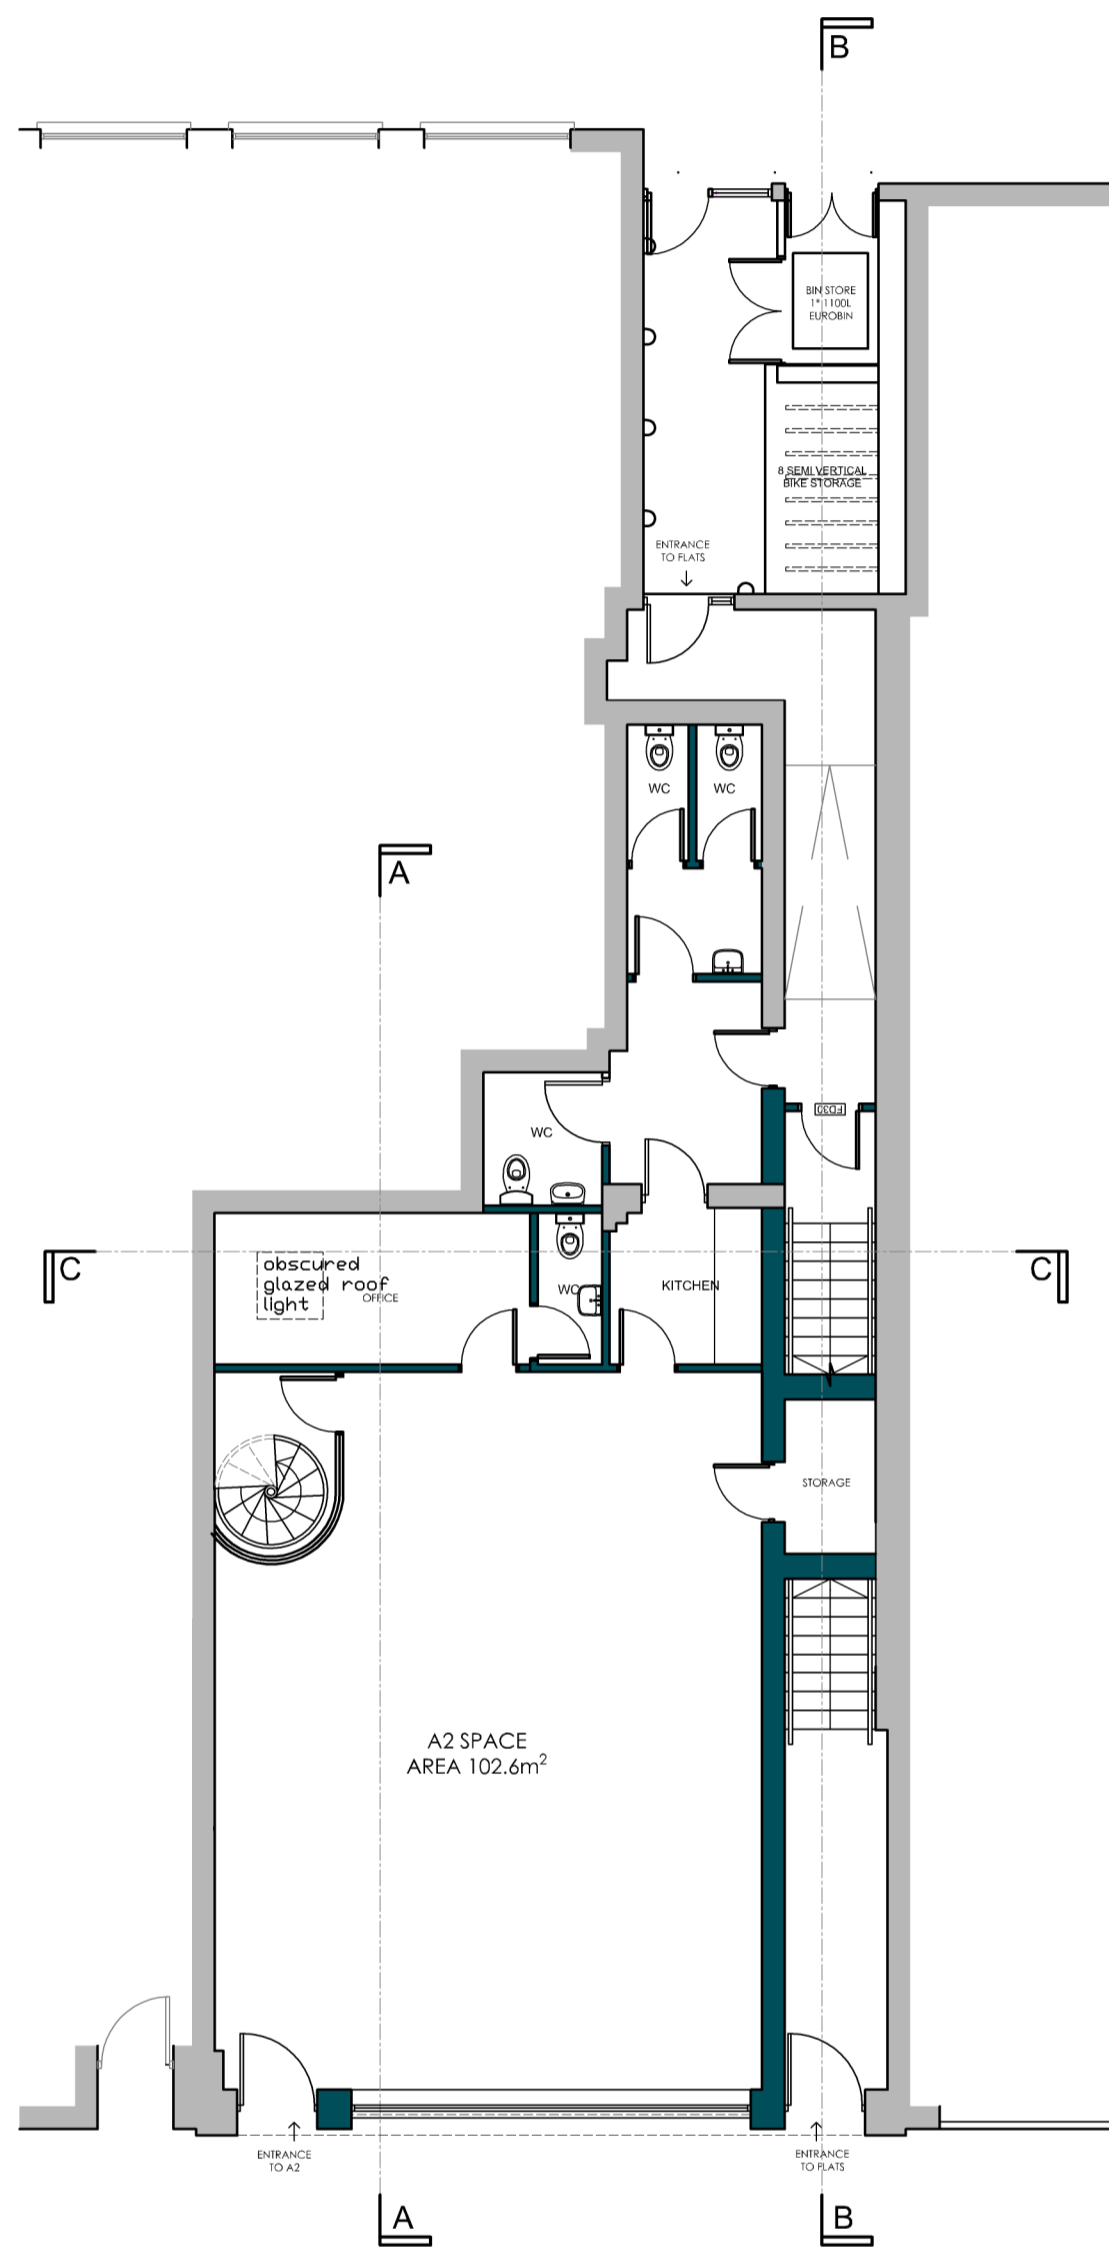 B
BIN STORE
1* 1100L
EUROBIN
8 SEMI VERTICAL
BIKE STORAGE
ENTRANCE
TO FLATS
WC
WC
A
FD30
WC
C
obscured
glazed roof
light
OFFICE
WC
KITCHEN
C
STORAGE
A2 SPACE
AREA 102.6m²
ENTRANCE
TO A2
ENTRANCE
TO FLATS
A
B